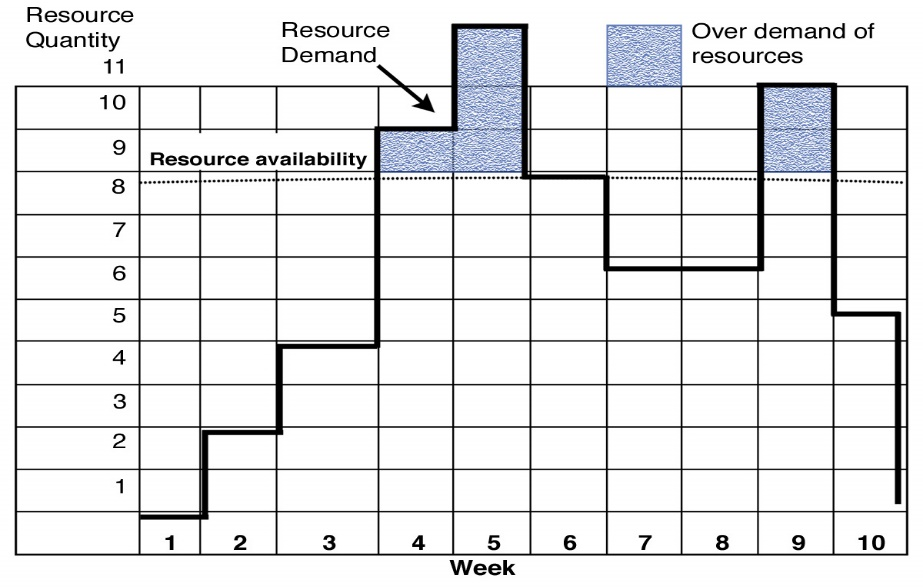 Resource
Quantity
Resource
Demand
Over demand of
resources
11
10
9
Resource availability
8
7
6
5
4
3
2
1
1 2 3 4 5 6 7 8 9 10
Week